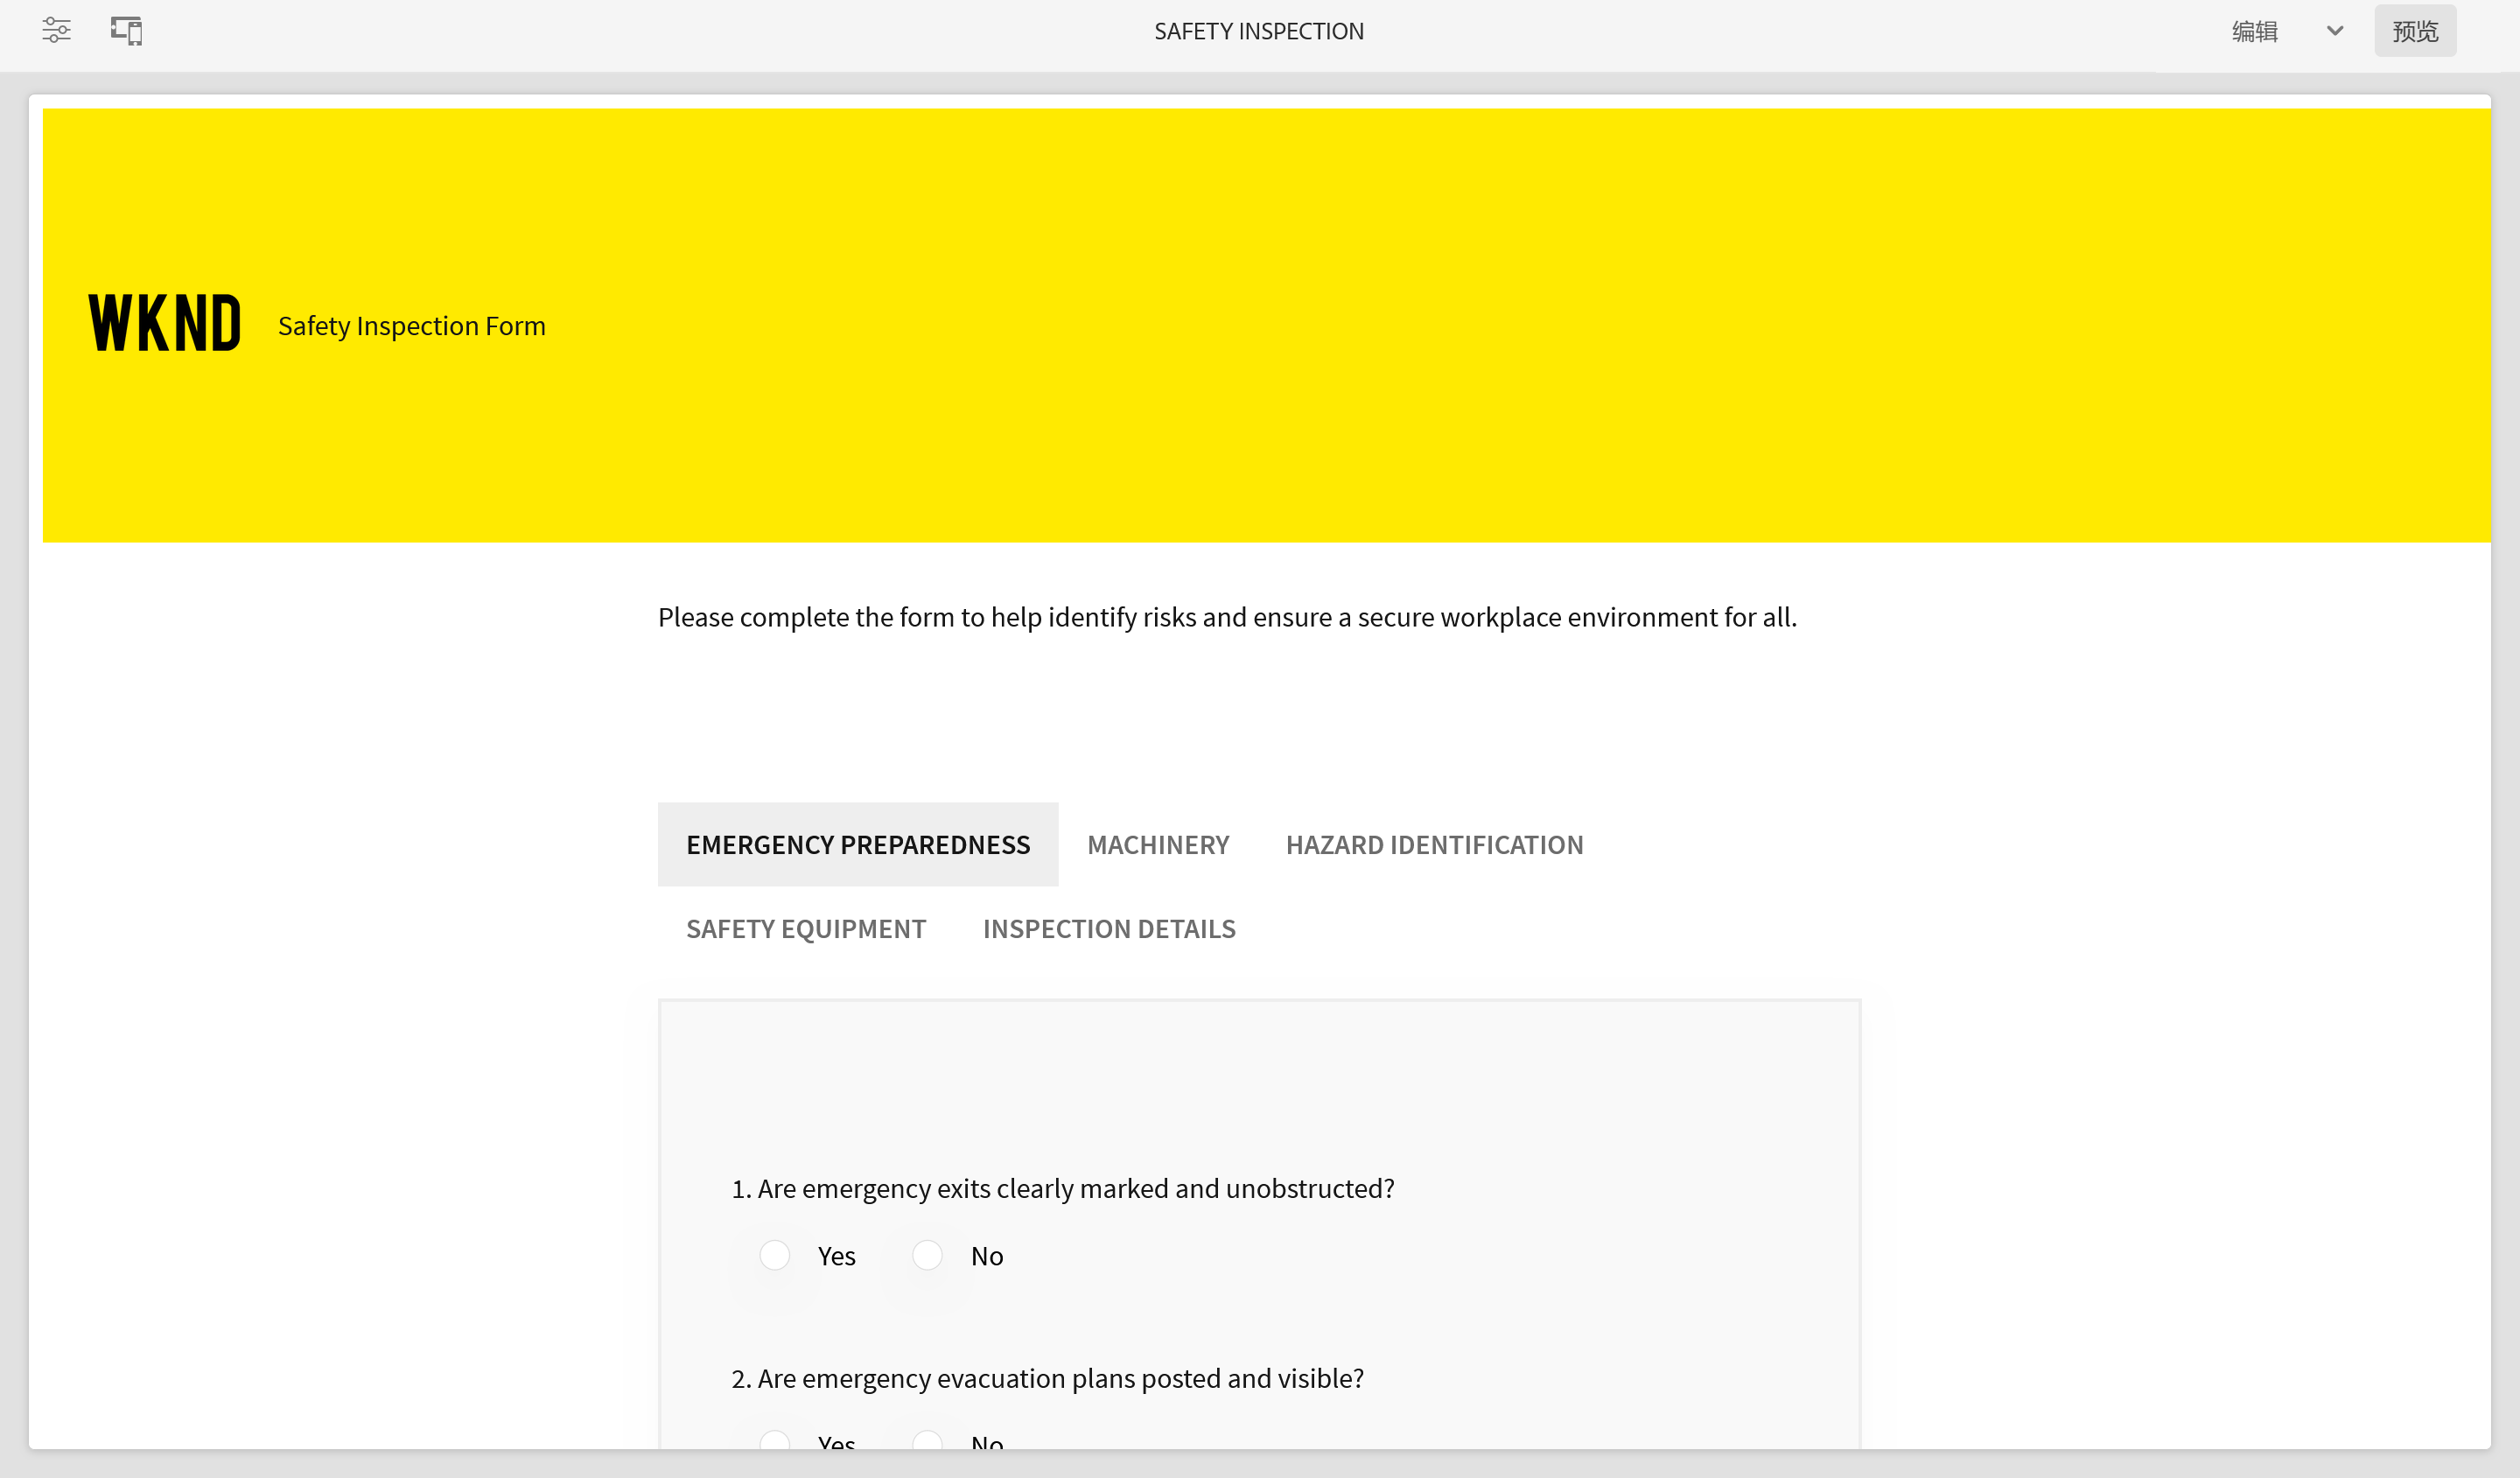 SAFETY INSPECTION
编辑
预览
WKND
Safety Inspection Form
Please complete the form to help identify risks and ensure a secure workplace environment for all.
EMERGENCY PREPAREDNESS MACHINERY HAZARD IDENTIFICATION
SAFETY EQUIPMENT INSPECTION DETAILS
1. Are emergency exits clearly marked and unobstructed?
Yes No
2. Are emergency evacuation plans posted and visible?
Yes No